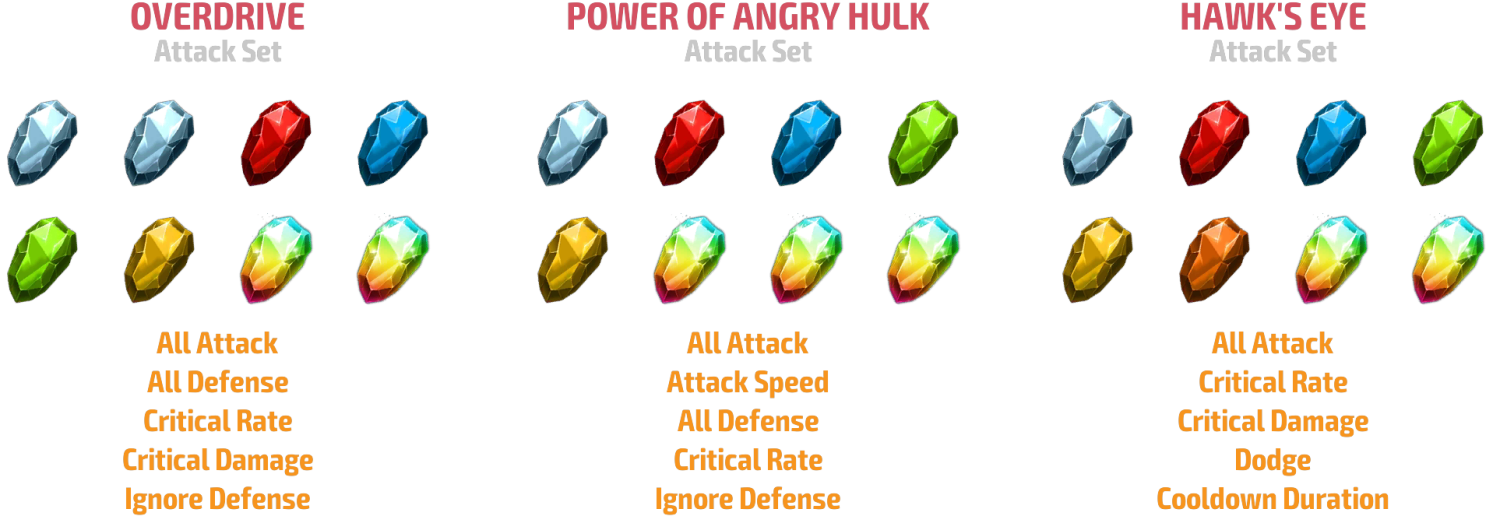 OVERDRIVE
Attack Set
All Attack
All Defense
Critical Rate
Critical Damage
Ignore Defense
POWER OF ANGRY HULK
Attack Set
All Attack
Attack Speed
All Defense
Critical Rate
Ignore Defense
HAWK'S EYE
Attack Set
All Attack
Critical Rate
Critical Damage
Dodge
Cooldown Duration